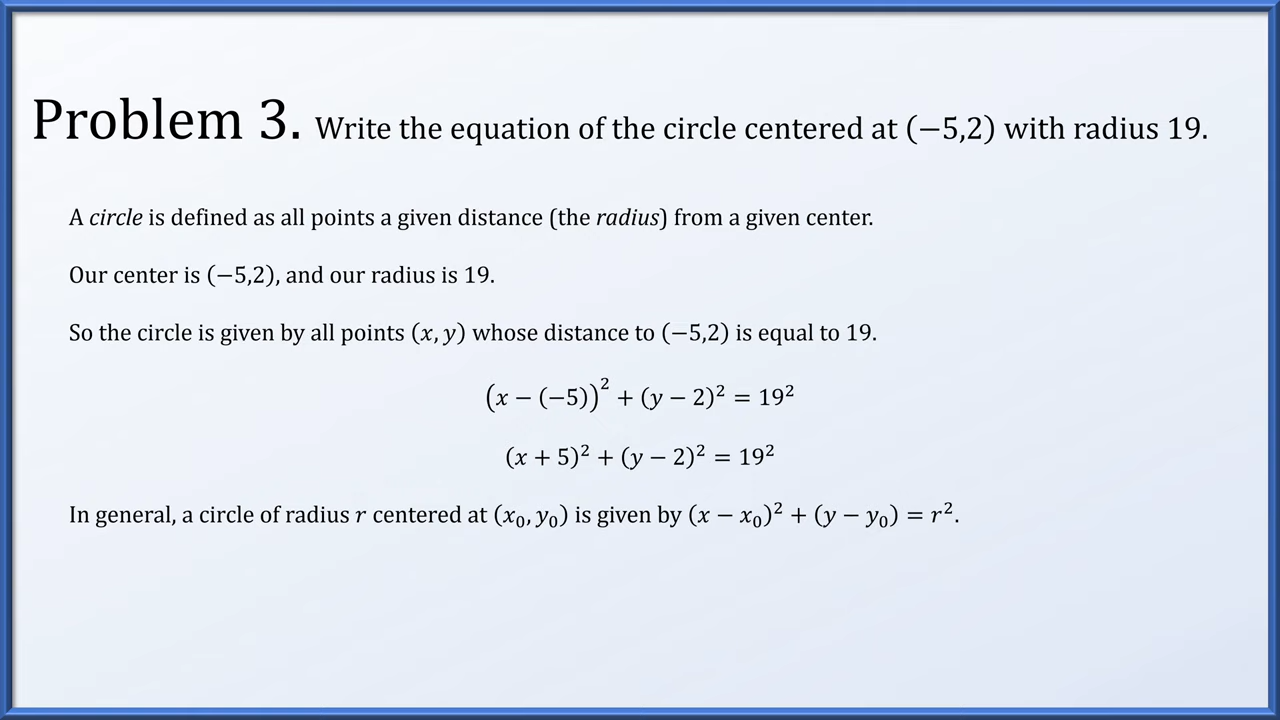 Problem 3. Write the equation of the circle centered at (−5,2) with radius 19.
A circle is defined as all points a given distance (the radius) from a given center.
Our center is (−5,2), and our radius is 19.
So the circle is given by all points (x, y) whose distance to (−5,2) is equal to 19.
(x − (−5))² + (y − 2)² = 19²
(x + 5)² + (y − 2)² = 19²
In general, a circle of radius r centered at (x₀, y₀) is given by (x − x₀)² + (y − y₀) = r².